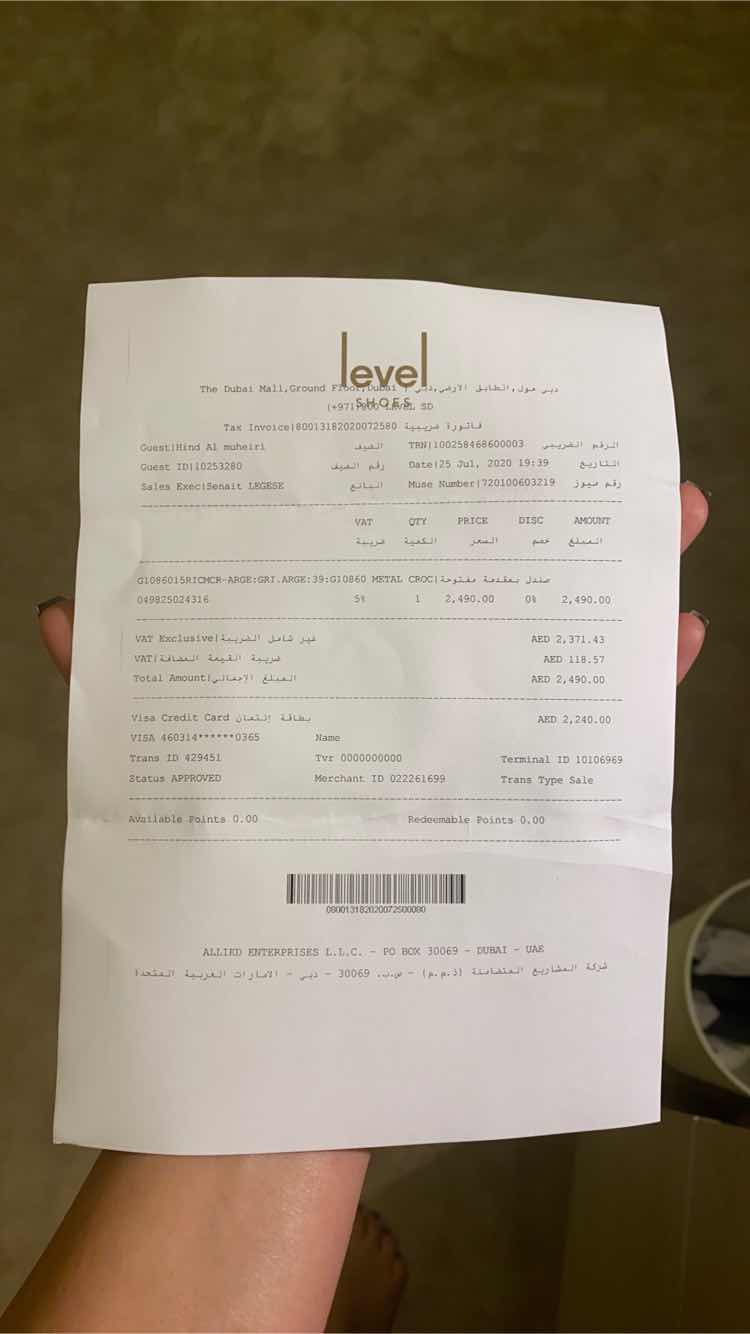 level
SHOES
The Dubai Mall,Ground Floor,Dubai | دبي مول,الطابق الارضي,دبي
(+971)800 LEVEL SD
Tax Invoice|80013182020072580 فاتورة ضريبية
Guest|Hind Al muheiri الضيف TRN|100258468600003 الرقم الضريبي
Guest ID|10253280 رقم الضيف Date|25 Jul, 2020 19:39 التاريخ
Sales Exec|Senait LEGESE البائع Muse Number|720100603219 رقم ميوز
VAT QTY PRICE DISC AMOUNT
ضريبة الكمية السعر خصم المبلغ
G1086015RICMCR-ARGE:GRI.ARGE:39:G10860 METAL CROC|صندل بمقدمة مفتوحة
049825024316 5% 1 2,490.00 0% 2,490.00
VAT Exclusive|غير شامل الضريبة AED 2,371.43
VAT|ضريبة القيمة المضافة AED 118.57
Total Amount|المبلغ الإجمالي AED 2,490.00
Visa Credit Card بطاقة إئتمان AED 2,240.00
VISA 460314******0365 Name
Trans ID 429451 Tvr 0000000000 Terminal ID 10106969
Status APPROVED Merchant ID 022261699 Trans Type Sale
Available Points 0.00 Redeemable Points 0.00
ALLIKD ENTERPRISES L.L.C. - PO BOX 30069 - DUBAI - UAE
شركة المشاريع المتضامنة (ذ.م.م) - ص.ب. 30069 - دبي - الامارات العربية المتحدة